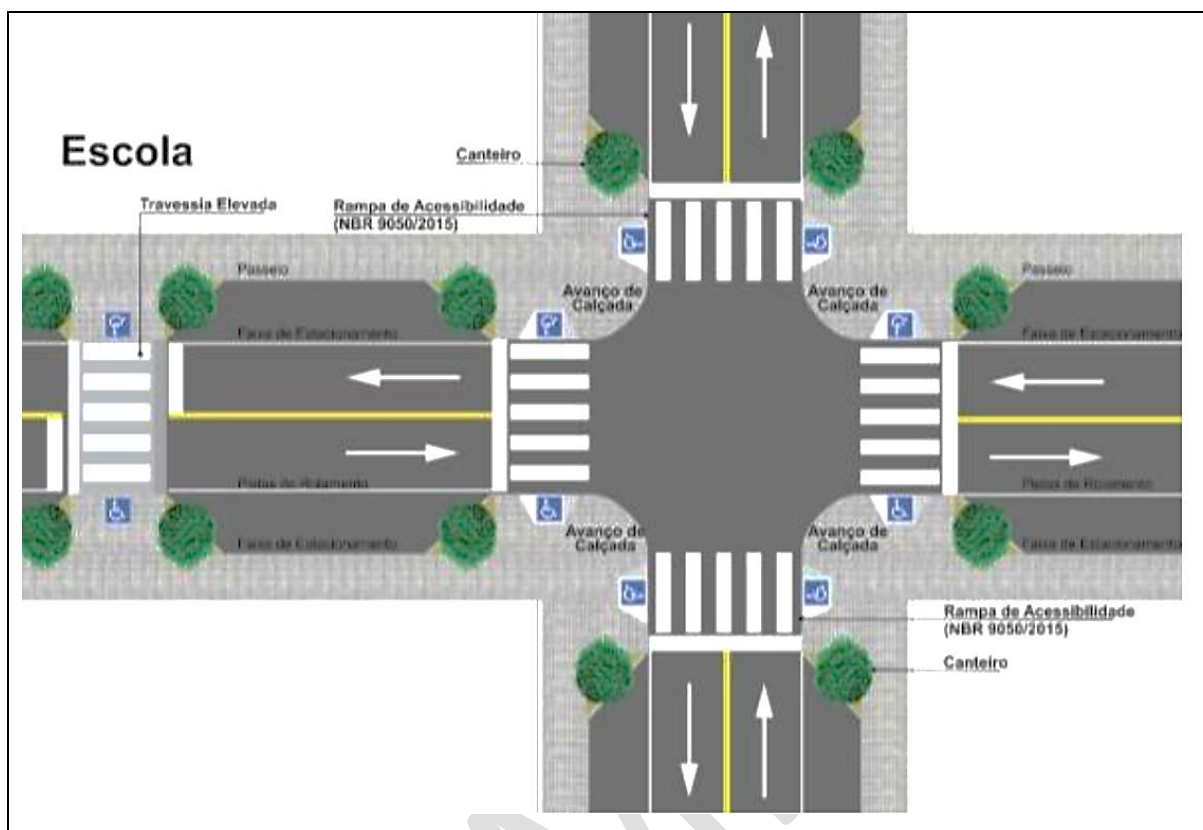 Escola
Canteiro
Travessia Elevada
Rampa de Acessibilidade
(NBR 9050/2015)
Passeio
Avanço de
Calçada
Avanço de
Calçada
Passeio
Faixa de Estacionamento
Faixa de Estacionamento
Pistas de Rolamento
Pistas de Rolamento
Faixa de Estacionamento
Avanço de
Calçada
Avanço de
Calçada
Faixa de Estacionamento
Rampa de Acessibilidade
(NBR 9050/2015)
Canteiro